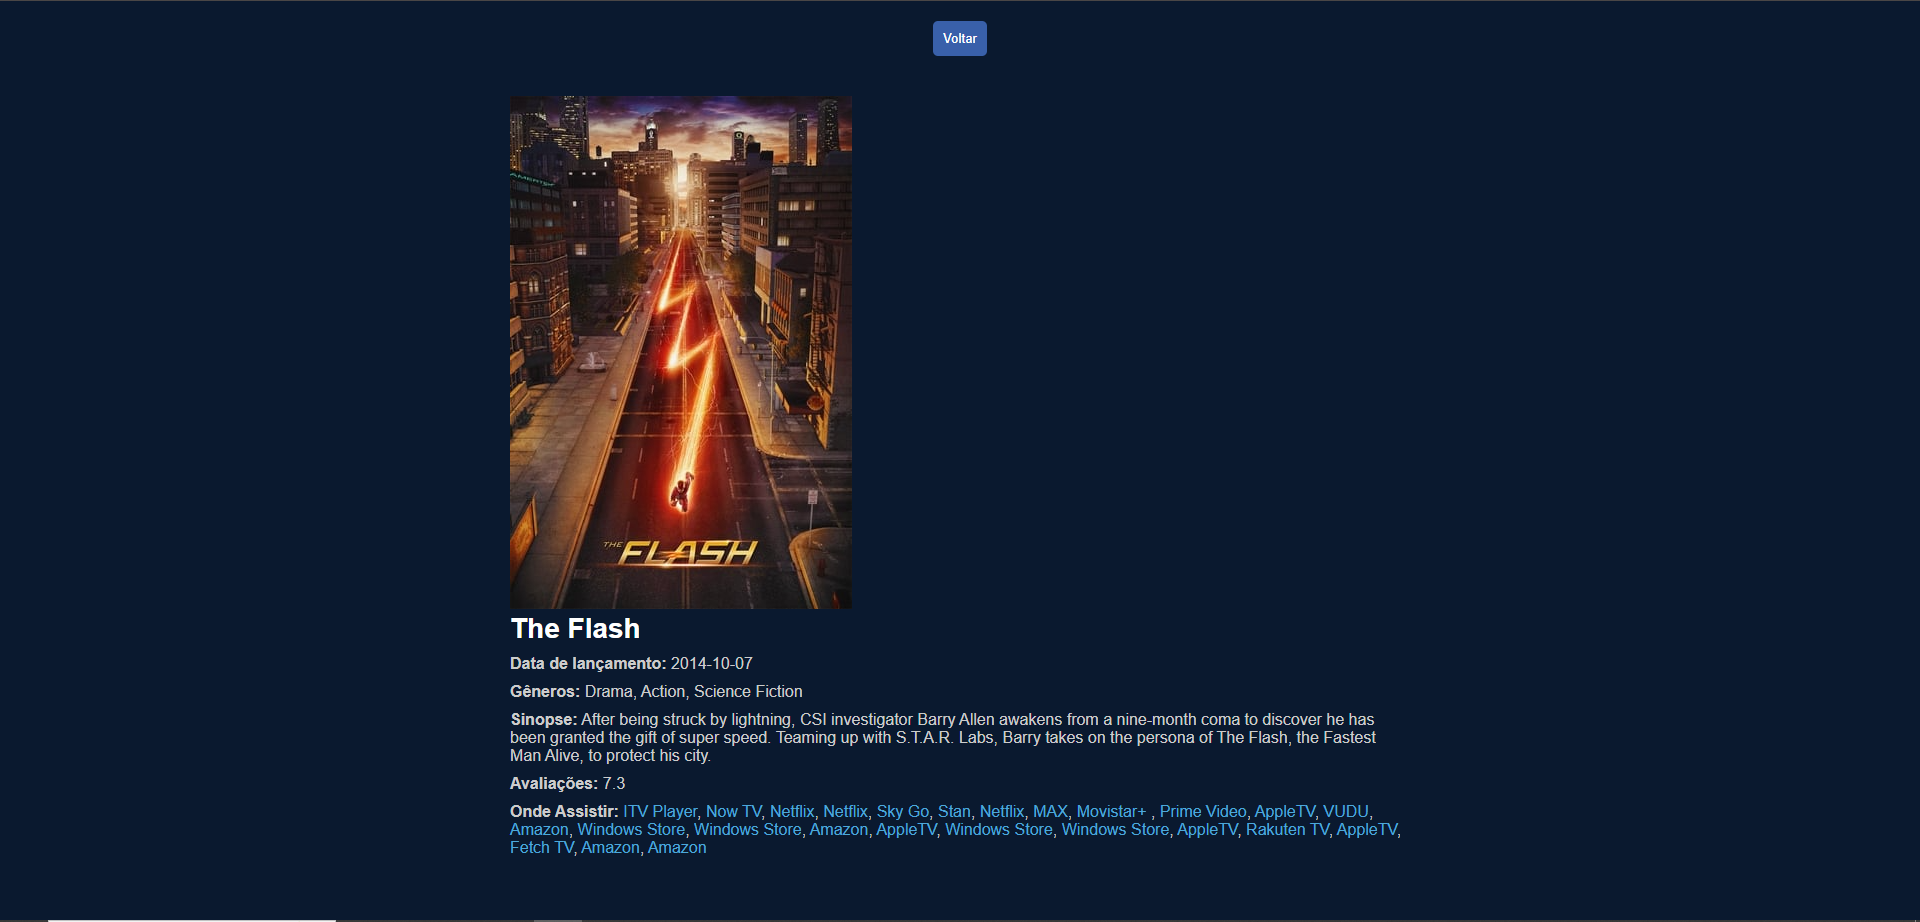 Voltar
THE FLASH
The Flash
Data de lançamento: 2014-10-07
Gêneros: Drama, Action, Science Fiction
Sinopse: After being struck by lightning, CSI investigator Barry Allen awakens from a nine-month coma to discover he has
been granted the gift of super speed. Teaming up with S.T.A.R. Labs, Barry takes on the persona of The Flash, the Fastest
Man Alive, to protect his city.
Avaliações: 7.3
Onde Assistir: ITV Player, Now TV, Netflix, Netflix, Sky Go, Stan, Netflix, MAX, Movistar+ , Prime Video, AppleTV, VUDU,
Amazon, Windows Store, Windows Store, Amazon, AppleTV, Windows Store, Windows Store, AppleTV, Rakuten TV, AppleTV,
Fetch TV, Amazon, Amazon